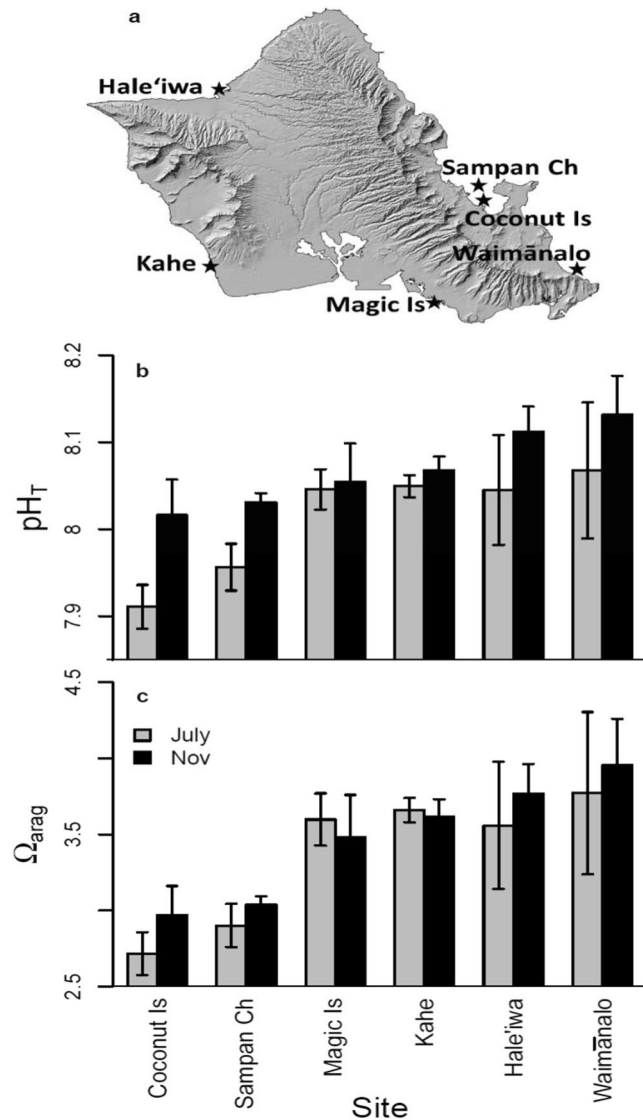 a
Hale‘iwa
Sampan Ch
Coconut Is
Waimānalo
Kahe
Magic Is
b
8.2
8.1
8
7.9
pHT
c
4.5
3.5
2.5
Ωarag
July
Nov
Coconut Is
Sampan Ch
Magic Is
Kahe
Hale'iwa
Waimānalo
Site